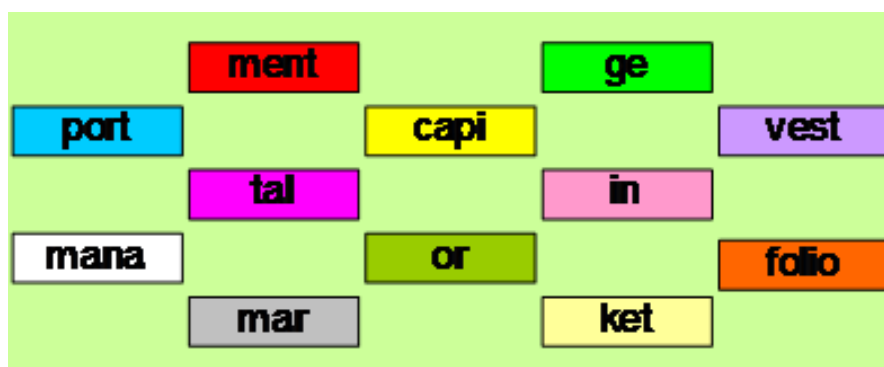 ment ge
port capi vest
tal in
mana or folio
mar ket